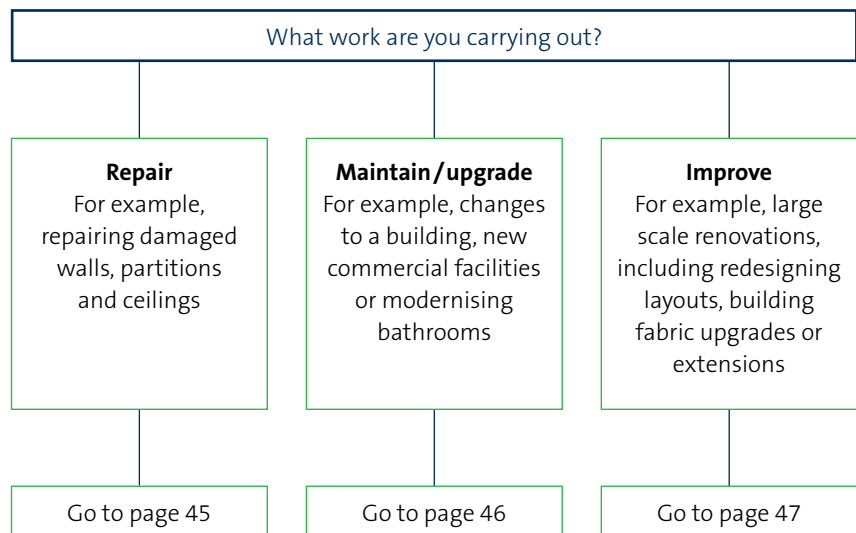 What work are you carrying out?
Repair
For example,
repairing damaged
walls, partitions
and ceilings
Maintain/upgrade
For example, changes
to a building, new
commercial facilities
or modernising
bathrooms
Improve
For example, large
scale renovations,
including redesigning
layouts, building
fabric upgrades or
extensions
Go to page 45
Go to page 46
Go to page 47